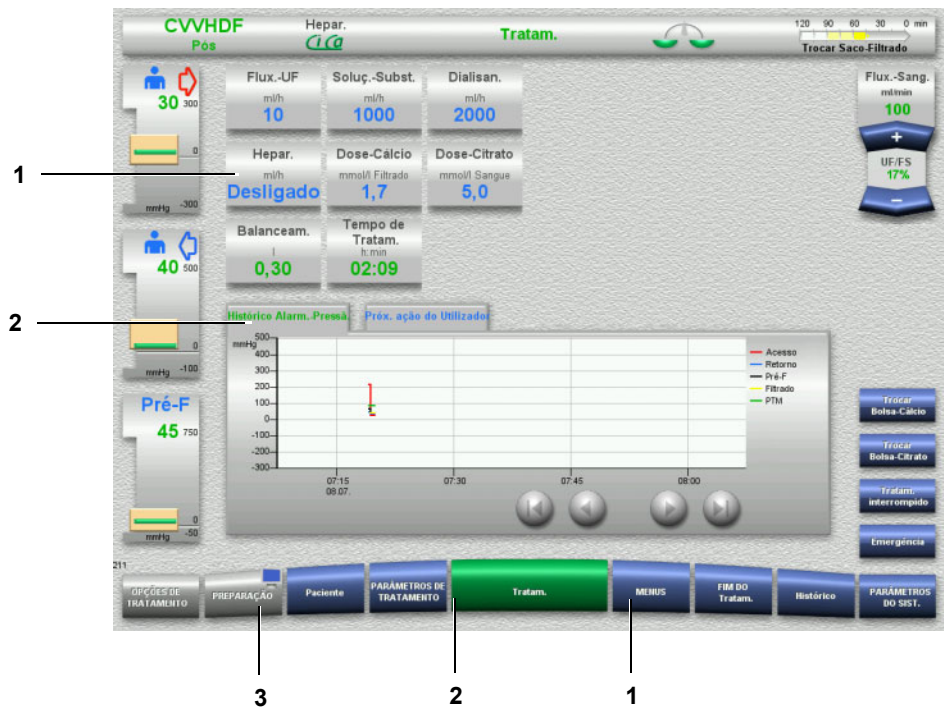 CVVHDF
Pós
Hepar.
CiCa
Tratam.
120 90 60 30 0 min
Trocar Saco-Filtrado
30
300
0
-300
mmHg
40
500
0
-100
mmHg
Pré-F
45
750
0
-50
mmHg
Flux.-UF
ml/h
10
Soluç.-Subst.
ml/h
1000
Dialisan.
ml/h
2000
Hepar.
ml/h
Desligado
Dose-Cálcio
mmol/l Filtrado
1,7
Dose-Citrato
mmol/l Sangue
5,0
Balanceam.
l
0,30
Tempo de
Tratam.
h:min
02:09
Flux.-Sang.
ml/min
100
+
UF/FS
17%
−
1
2
Histórico Alarm. Pressã.
Próx. ação do Utilizador
mmHg
500
400
300
200
100
0
-100
-200
-300
07:15
08.07.
07:30
07:45
08:00
Acesso
Retorno
Pré-F
Filtrado
PTM
Trocar
Bolsa-Cálcio
Trocar
Bolsa-Citrato
Tratam.
interrompido
Emergência
211
OPÇÕES DE
TRATAMENTO
PREPARAÇÃO
Paciente
PARÂMETROS DE
TRATAMENTO
Tratam.
MENUS
FIM DO
Tratam.
Histórico
PARÂMETROS
DO SIST.
3
2
1